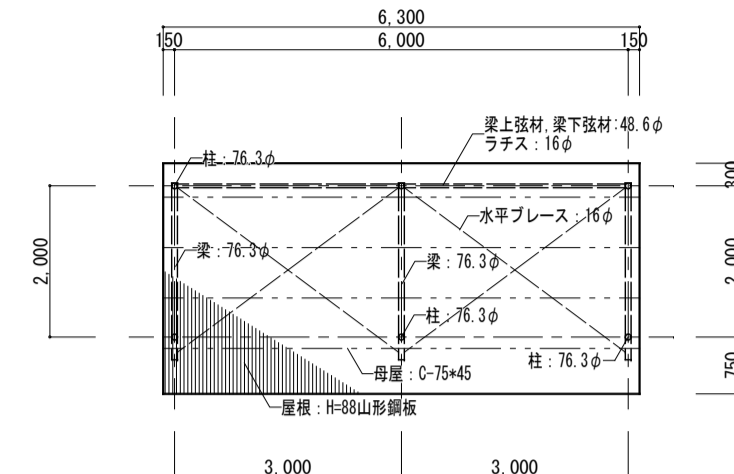 6,300
150
6,000
150
梁上弦材,梁下弦材:48.6φ
ラチス：16φ
柱：76.3φ
300
水平ブレース：16φ
2,000
梁：76.3φ
梁：76.3φ
2,000
柱：76.3φ
柱：76.3φ
母屋：C-75*45
750
屋根：H=88山形鋼板
3,000
3,000